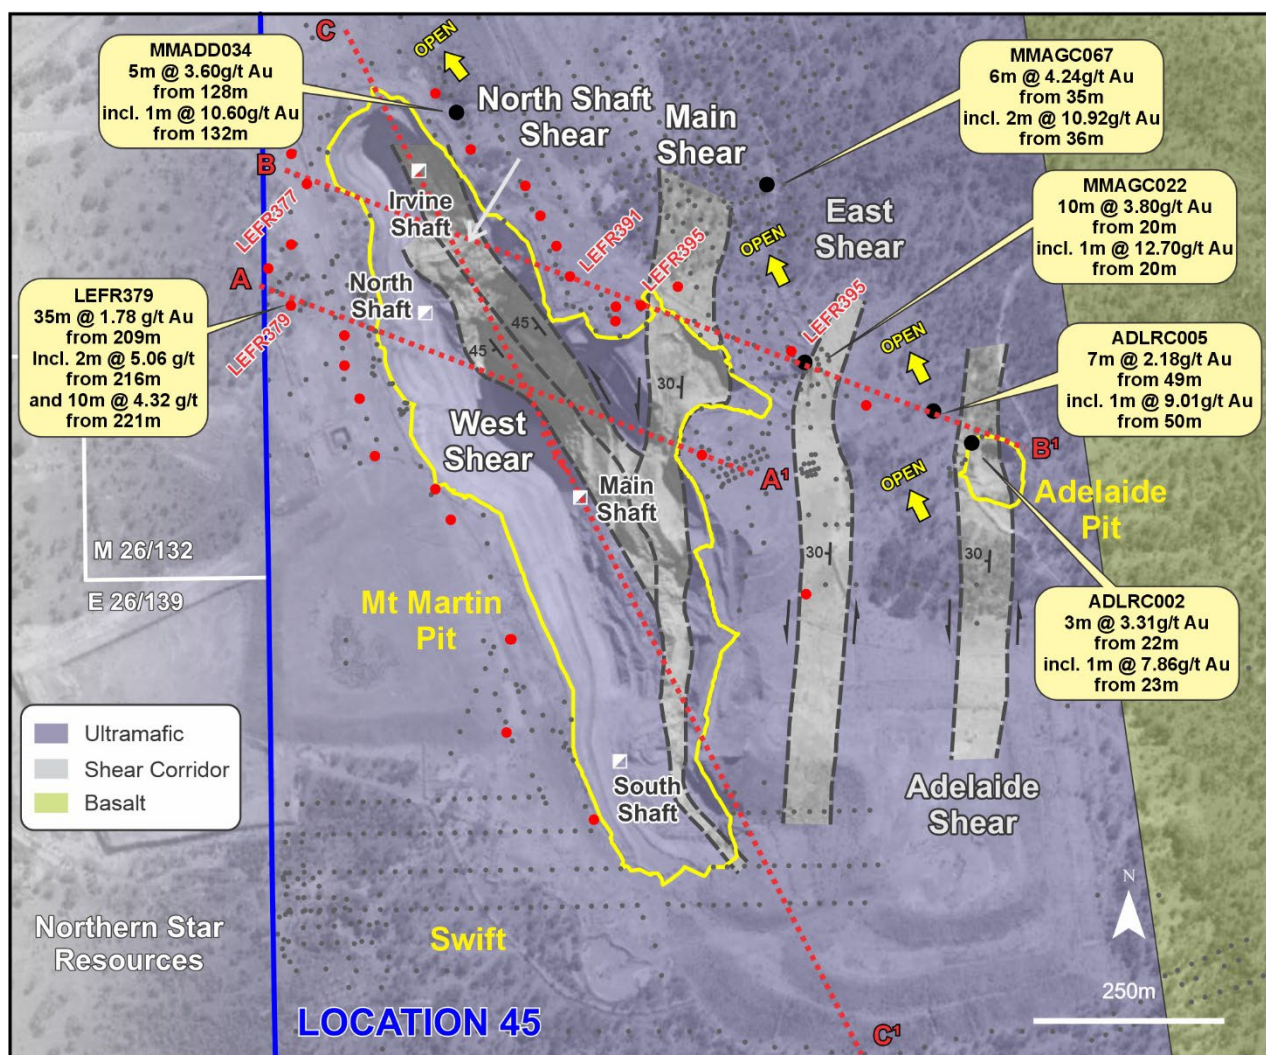 C
OPEN
MMADD034
5m @ 3.60g/t Au
from 128m
incl. 1m @ 10.60g/t Au
from 132m
North Shaft
Shear
Main
Shear
MMAGC067
6m @ 4.24g/t Au
from 35m
incl. 2m @ 10.92g/t Au
from 36m
B
LEFR377
Irvine
Shaft
LEFR391
LEFR395
OPEN
East
Shear
MMAGC022
10m @ 3.80g/t Au
from 20m
incl. 1m @ 12.70g/t Au
from 20m
A
LEFR379
35m @ 1.78 g/t Au
from 209m
Incl. 2m @ 5.06 g/t
from 216m
and 10m @ 4.32 g/t
from 221m
LEFR379
North
Shaft
45
45
30
LEFR395
OPEN
ADLRC005
7m @ 2.18g/t Au
from 49m
incl. 1m @ 9.01g/t Au
from 50m
West
Shear
A¹
B¹
OPEN
Adelaide
Pit
Main
Shaft
M 26/132
E 26/139
30
30
Mt Martin
Pit
ADLRC002
3m @ 3.31g/t Au
from 22m
incl. 1m @ 7.86g/t Au
from 23m
Ultramafic
Shear Corridor
Basalt
South
Shaft
Adelaide
Shear
N
Northern Star
Resources
Swift
250m
LOCATION 45
C¹